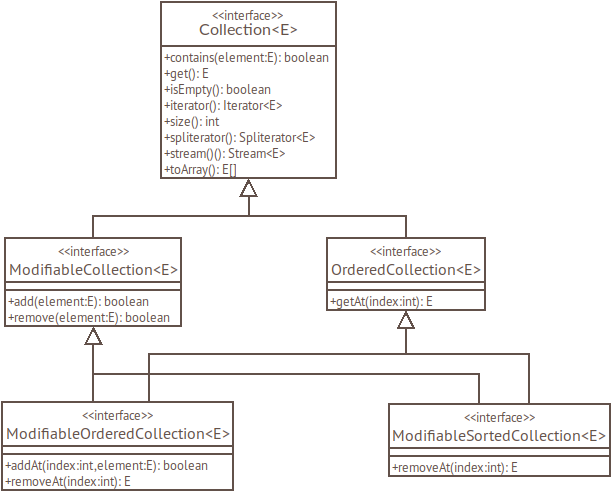 <<interface>>
Collection<E>
+contains(element:E): boolean
+get(): E
+isEmpty(): boolean
+iterator(): Iterator<E>
+size(): int
+spliterator(): Spliterator<E>
+stream()(): Stream<E>
+toArray(): E[]
<<interface>>
ModifiableCollection<E>
+add(element:E): boolean
+remove(element:E): boolean
<<interface>>
OrderedCollection<E>
+getAt(index:int): E
<<interface>>
ModifiableOrderedCollection<E>
+addAt(index:int,element:E): boolean
+removeAt(index:int): E
<<interface>>
ModifiableSortedCollection<E>
+removeAt(index:int): E